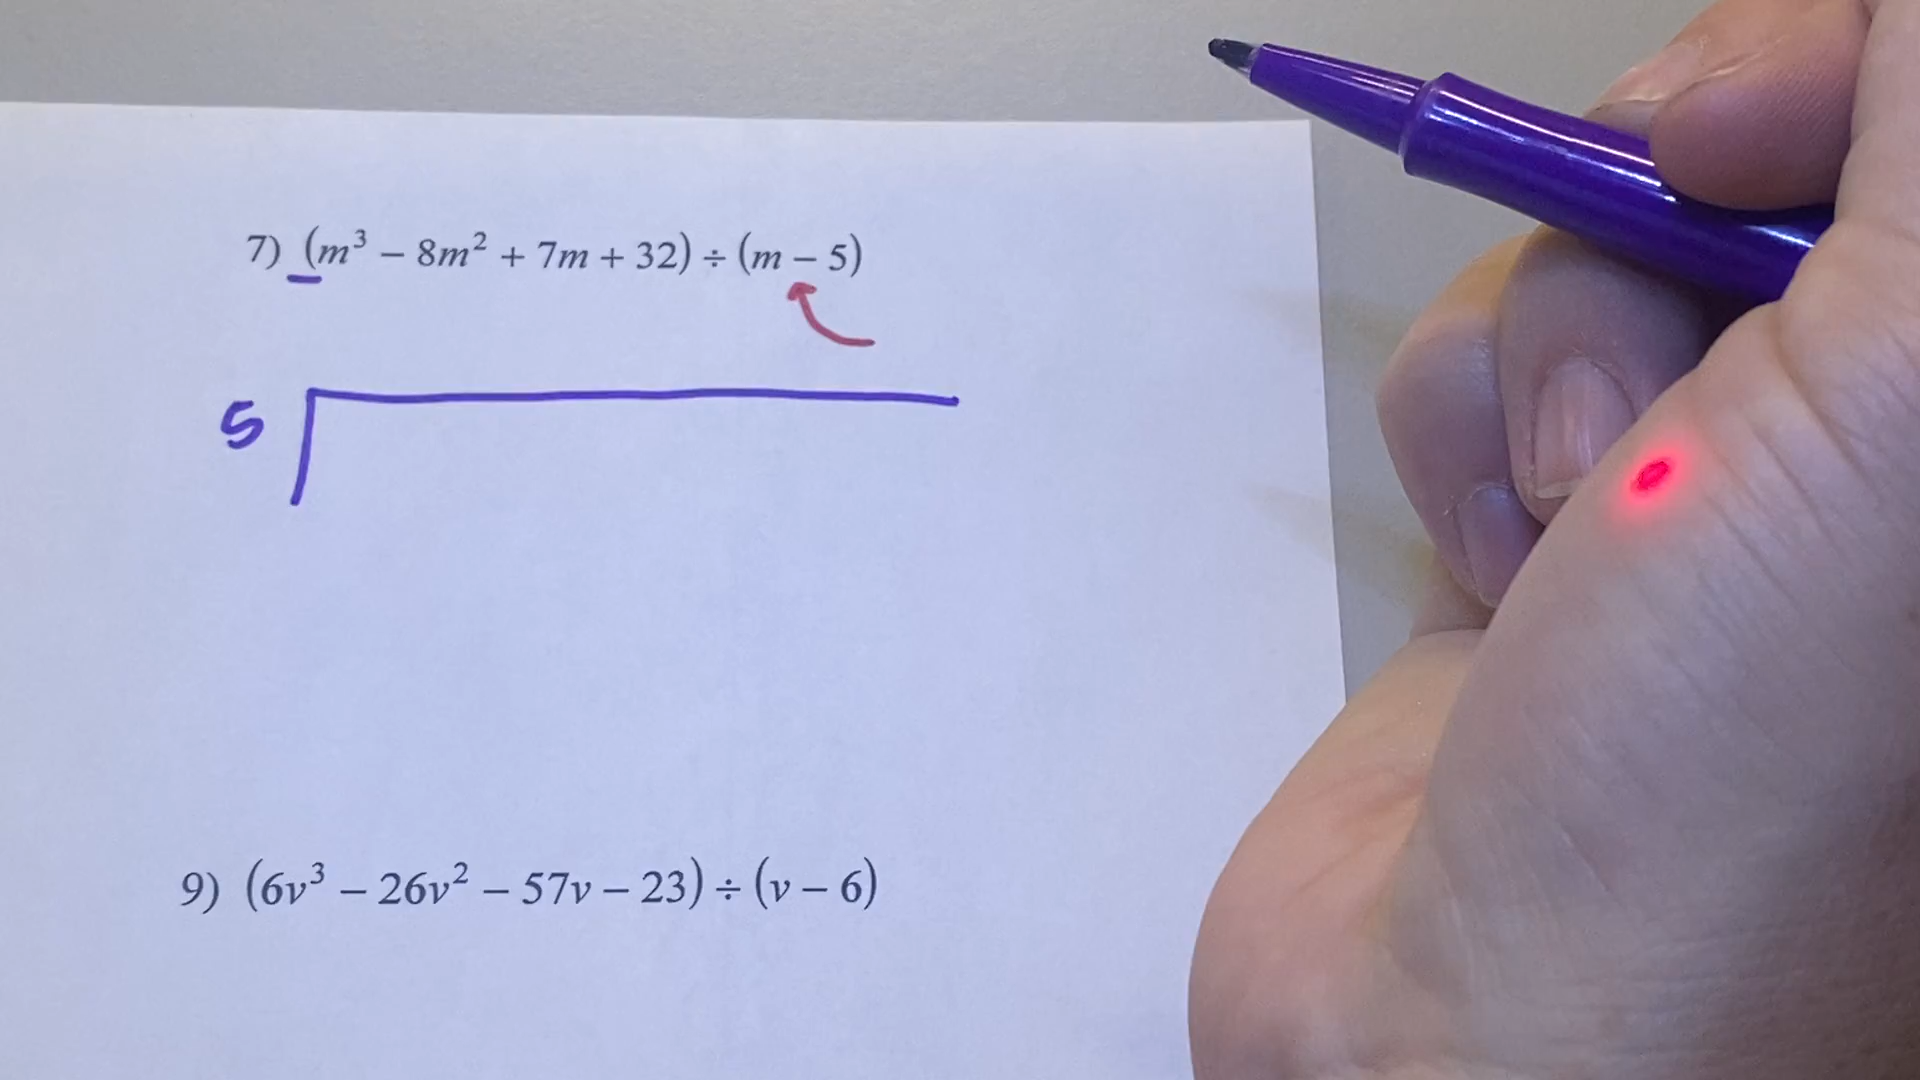 7) (m³ – 8m² + 7m + 32) ÷ (m – 5)
5
9) (6v³ – 26v² – 57v – 23) ÷ (v – 6)